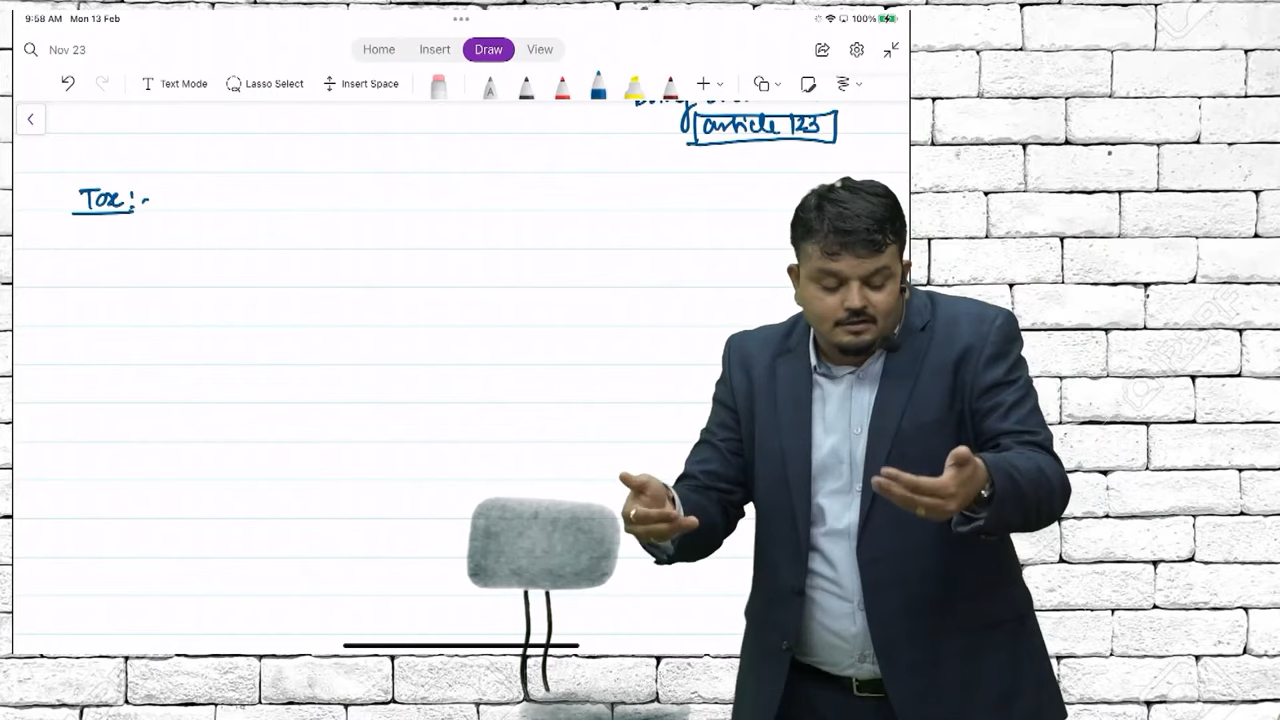 9:58 AM Mon 13 Feb
100%
Nov 23
Home Insert Draw View
Text Mode Lasso Select Insert Space
article 123
Tax:-